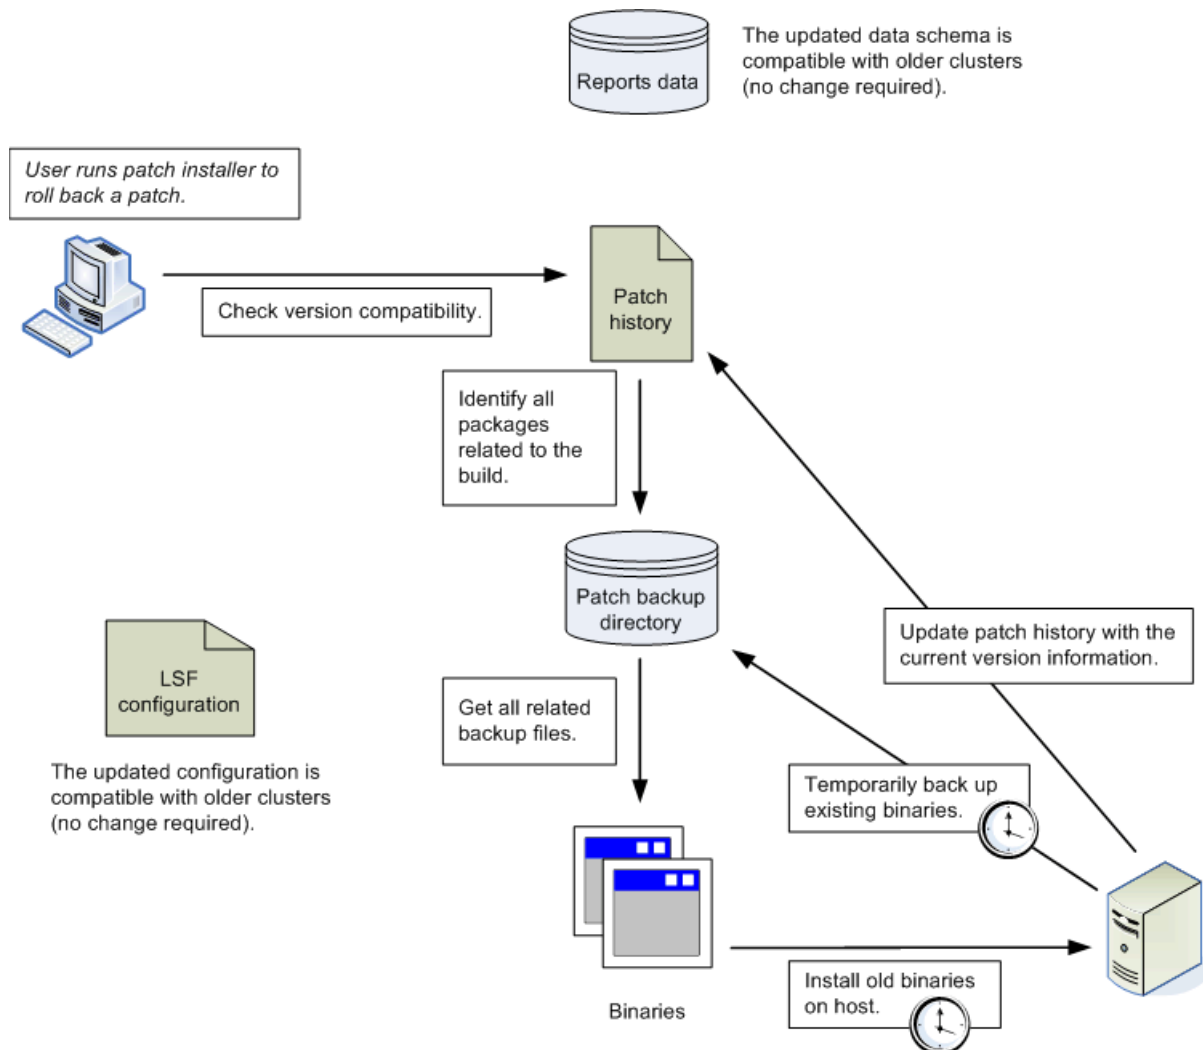 Reports data
The updated data schema is
compatible with older clusters
(no change required).
User runs patch installer to
roll back a patch.
Check version compatibility.
Patch
history
Identify all
packages
related to the
build.
Patch backup
directory
Update patch history with the
current version information.
LSF
configuration
The updated configuration is
compatible with older clusters
(no change required).
Get all related
backup files.
Temporarily back up
existing binaries.
Binaries
Install old binaries
on host.